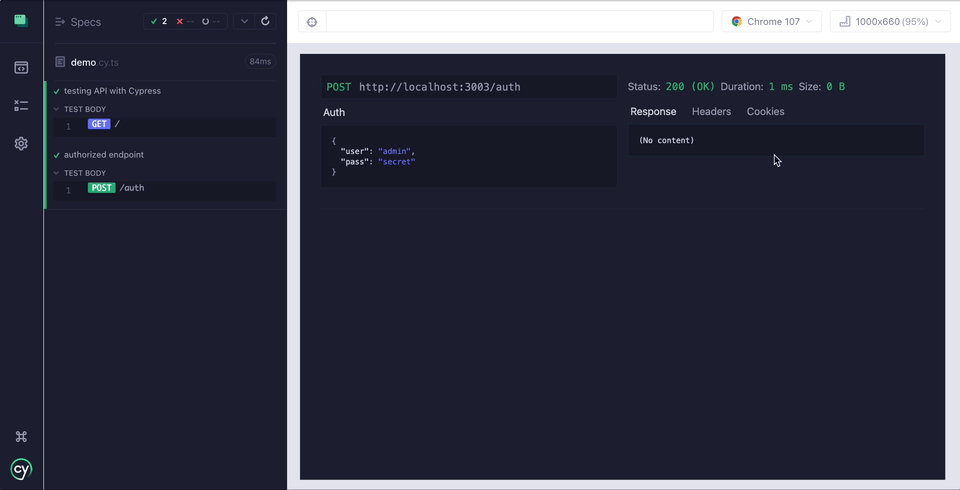 Specs
2
--
--
demo.cy.ts
84ms
testing API with Cypress
TEST BODY
1 GET /
authorized endpoint
TEST BODY
1 POST /auth
cy
Chrome 107
1000x660 (95%)
POST http://localhost:3003/auth
Auth
{
"user": "admin",
"pass": "secret"
}
Status: 200 (OK) Duration: 1 ms Size: 0 B
Response Headers Cookies
(No content)